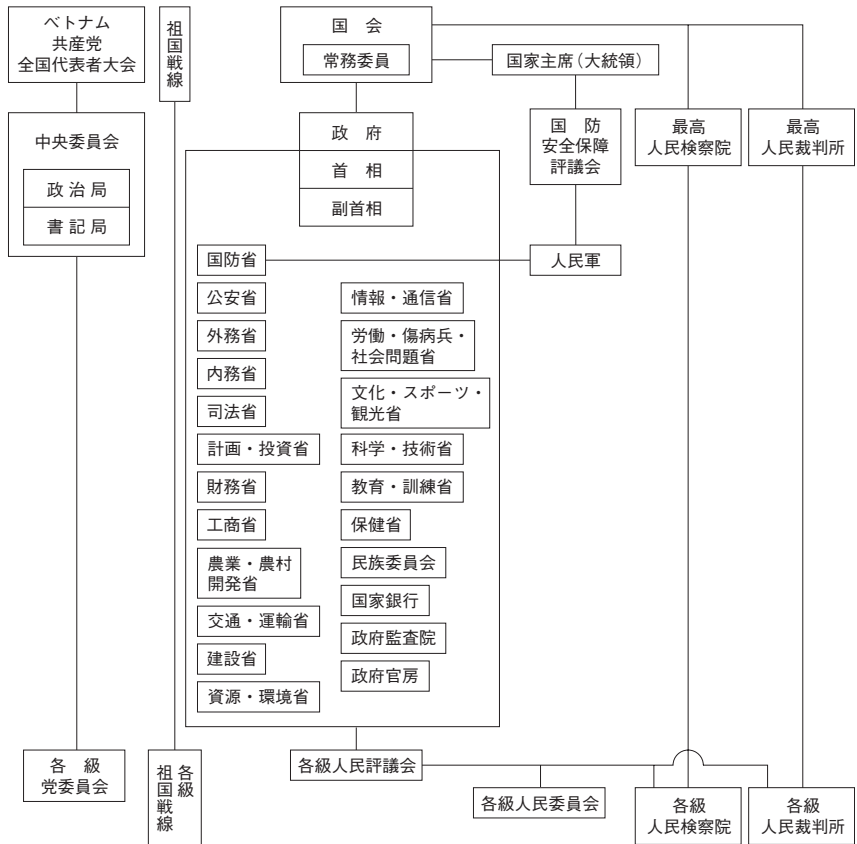 ベトナム
共産党
全国代表者大会
祖国戦線
国 会
常務委員
国家主席（大統領）
中央委員会
政 治 局
書 記 局
政 府
首 相
副首相
国 防
安全保障
評議会
最高
人民検察院
最高
人民裁判所
国防省
人民軍
公安省
外務省
内務省
司法省
計画・投資省
財務省
工商省
農業・農村
開発省
交通・運輸省
建設省
資源・環境省
情報・通信省
労働・傷病兵・
社会問題省
文化・スポーツ・
観光省
科学・技術省
教育・訓練省
保健省
民族委員会
国家銀行
政府監査院
政府官房
各 級
党委員会
各級
祖国戦線
各級人民評議会
各級人民委員会
各級
人民検察院
各級
人民裁判所